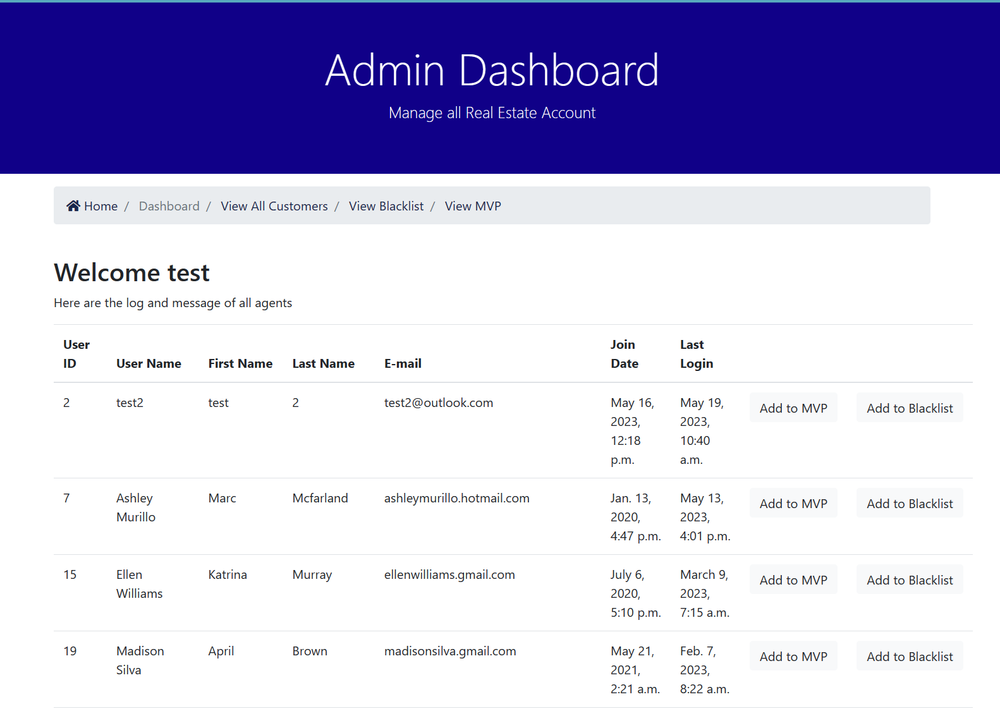 Admin Dashboard
Manage all Real Estate Account
Home / Dashboard / View All Customers / View Blacklist / View MVP
Welcome test
Here are the log and message of all agents
User ID User Name First Name Last Name E-mail Join Date Last Login
2 test2 test 2 test2@outlook.com May 16, 2023, 12:18 p.m. May 19, 2023, 10:40 a.m. Add to MVP Add to Blacklist
7 Ashley Murillo Marc Mcfarland ashleymurillo.hotmail.com Jan. 13, 2020, 4:47 p.m. May 13, 2023, 4:01 p.m. Add to MVP Add to Blacklist
15 Ellen Williams Katrina Murray ellenwilliams.gmail.com July 6, 2020, 5:10 p.m. March 9, 2023, 7:15 a.m. Add to MVP Add to Blacklist
19 Madison Silva April Brown madisonsilva.gmail.com May 21, 2021, 2:21 a.m. Feb. 7, 2023, 8:22 a.m. Add to MVP Add to Blacklist